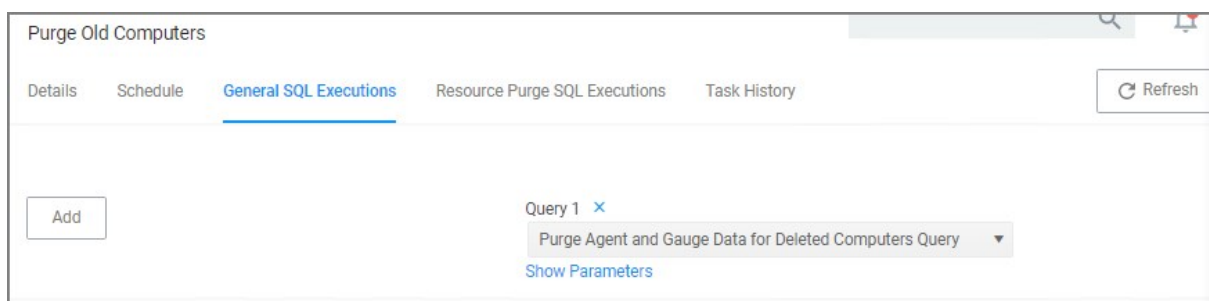 Purge Old Computers
Details Schedule General SQL Executions Resource Purge SQL Executions Task History Refresh
Add
Query 1 ×
Purge Agent and Gauge Data for Deleted Computers Query
Show Parameters